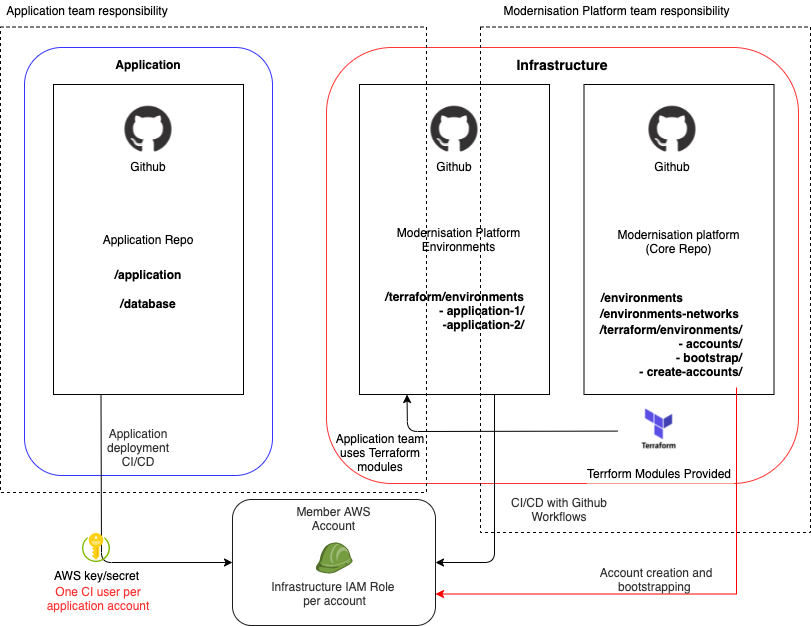 Application team responsibility
Modernisation Platform team responsibility
Application
Infrastructure
Github
Github
Github
Application Repo
/application
/database
Modernisation Platform
Environments
/terraform/environments
- application-1/
-application-2/
Modernisation platform
(Core Repo)
/environments
/environments-networks
/terraform/environments/
- accounts/
- bootstrap/
- create-accounts/
Application
deployment
CI/CD
Application team
uses Terraform
modules
Terraform
Terrform Modules Provided
CI/CD with Github
Workflows
Member AWS
Account
Infrastructure IAM Role
per account
AWS key/secret
One CI user per
application account
Account creation and
bootstrapping